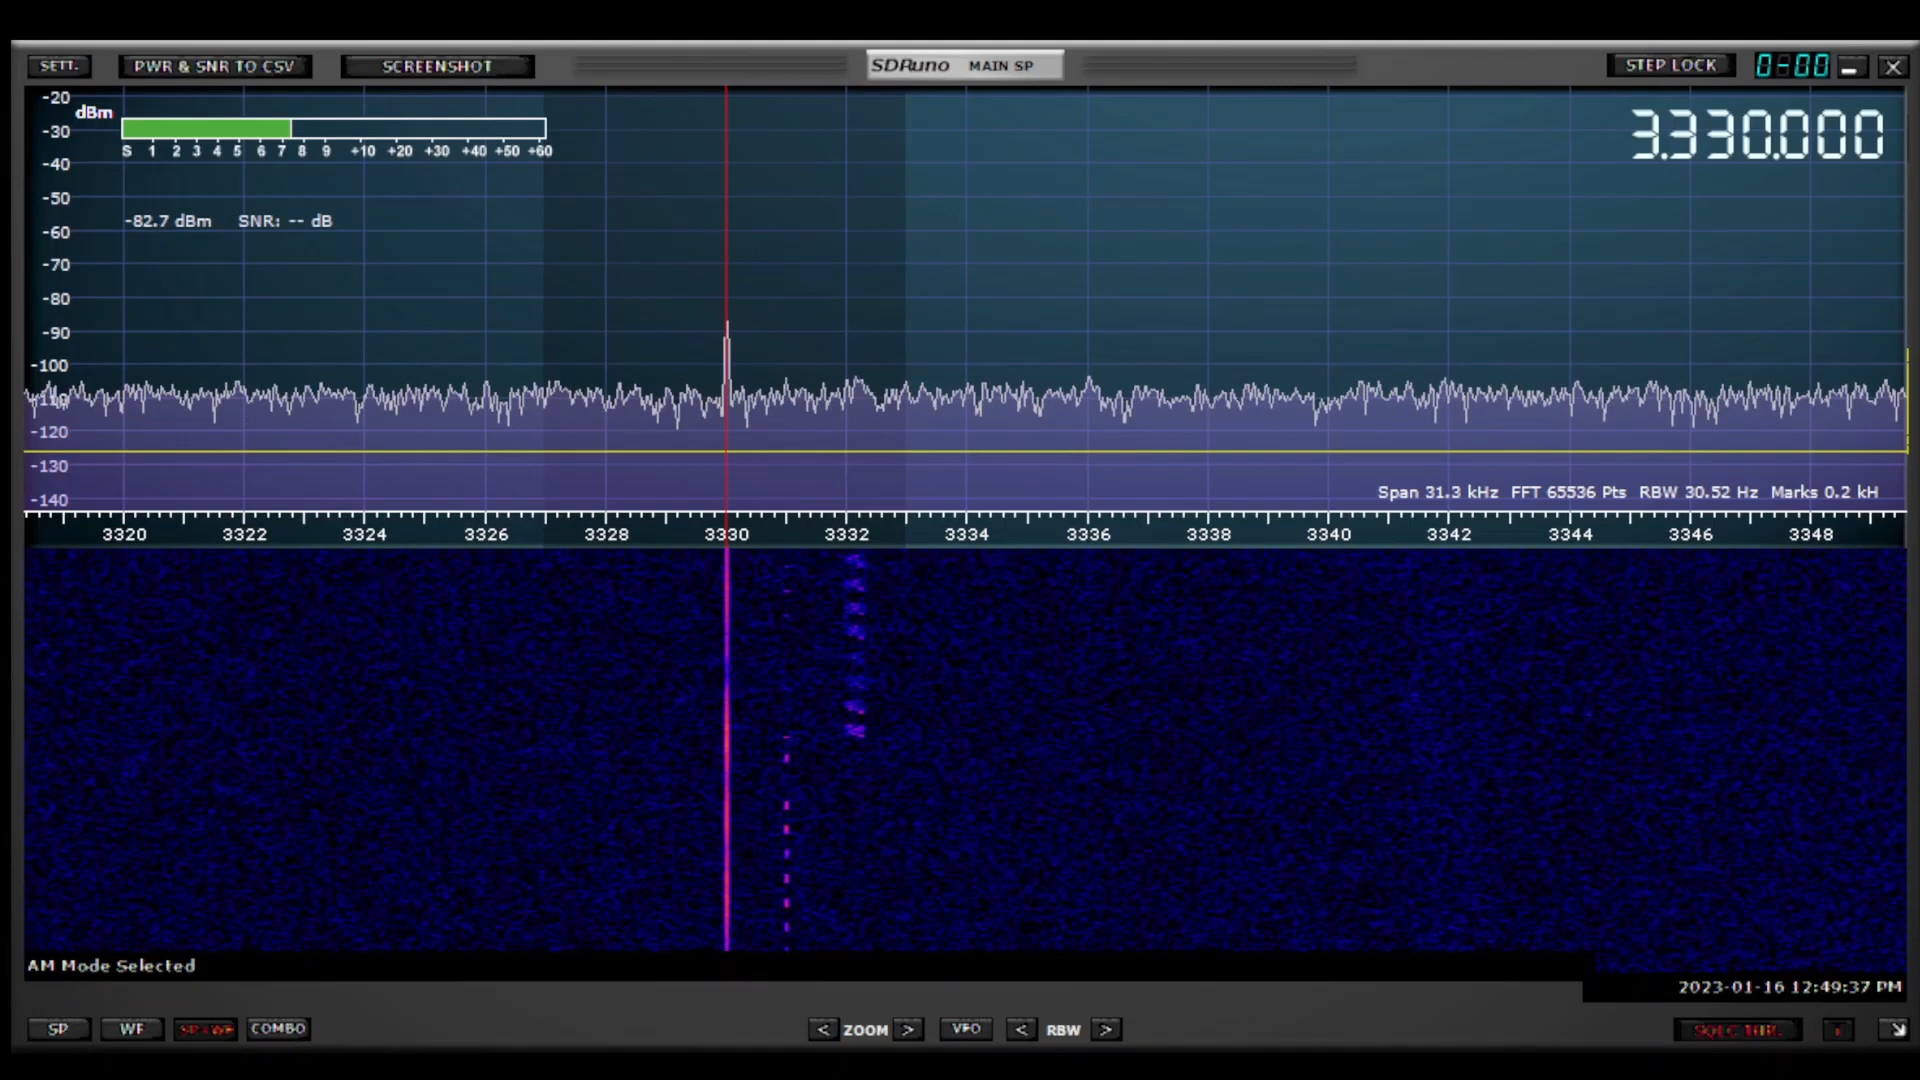 SETT. PWR & SNR TO CSV SCREENSHOT SDRuno MAIN SP STEP LOCK 0-00
-20
dBm
-30
S 1 2 3 4 5 6 7 8 9 +10 +20 +30 +40 +50 +60
3.330.000
-40
-50
-82.7 dBm SNR: -- dB
-60
-70
-80
-90
-100
-110
-120
-130
-140
Span 31.3 kHz FFT 65536 Pts RBW 30.52 Hz Marks 0.2 kH
3320 3322 3324 3326 3328 3330 3332 3334 3336 3338 3340 3342 3344 3346 3348
AM Mode Selected
2023-01-16 12:49:37 PM
SP WF SP+WF COMBO < ZOOM > VFO < RBW >